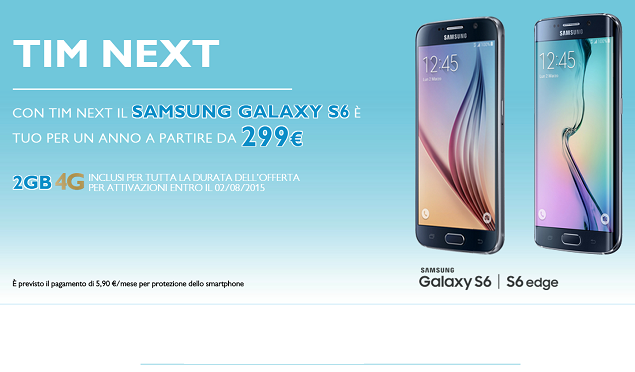 TIM NEXT
CON TIM NEXT IL SAMSUNG GALAXY S6 È
TUO PER UN ANNO A PARTIRE DA 299€
2GB 4G INCLUSI PER TUTTA LA DURATA DELL'OFFERTA
PER ATTIVAZIONI ENTRO IL 02/08/2015
È previsto il pagamento di 5,90 €/mese per protezione dello smartphone
SAMSUNG
12:45
SAMSUNG
12:45
SAMSUNG
Galaxy S6 | S6 edge